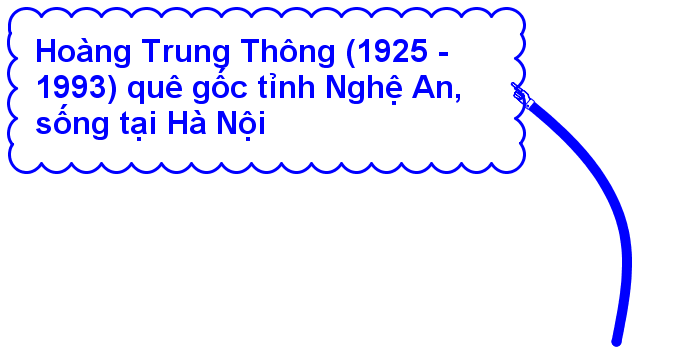 Hoàng Trung Thông (1925 -
1993) quê gốc tỉnh Nghệ An,
sống tại Hà Nội